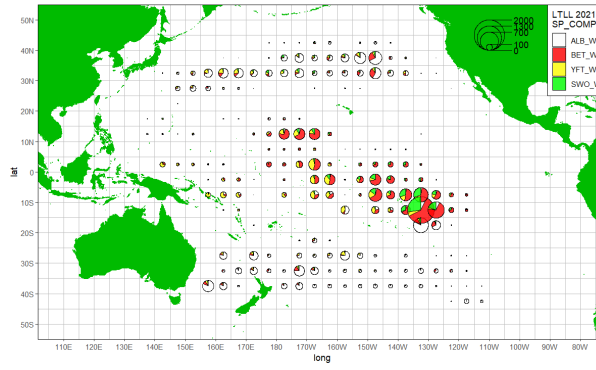 LTLL 2021
SP_COMP
2000
1300
700
100
0
ALB_W
BET_W
YFT_W
SWO_W
50N
40N
30N
20N
10N
0
10S
20S
30S
40S
50S
lat
110E 120E 130E 140E 150E 160E 170E 180 170W 160W 150W 140W 130W 120W 110W 100W 90W 80W
long